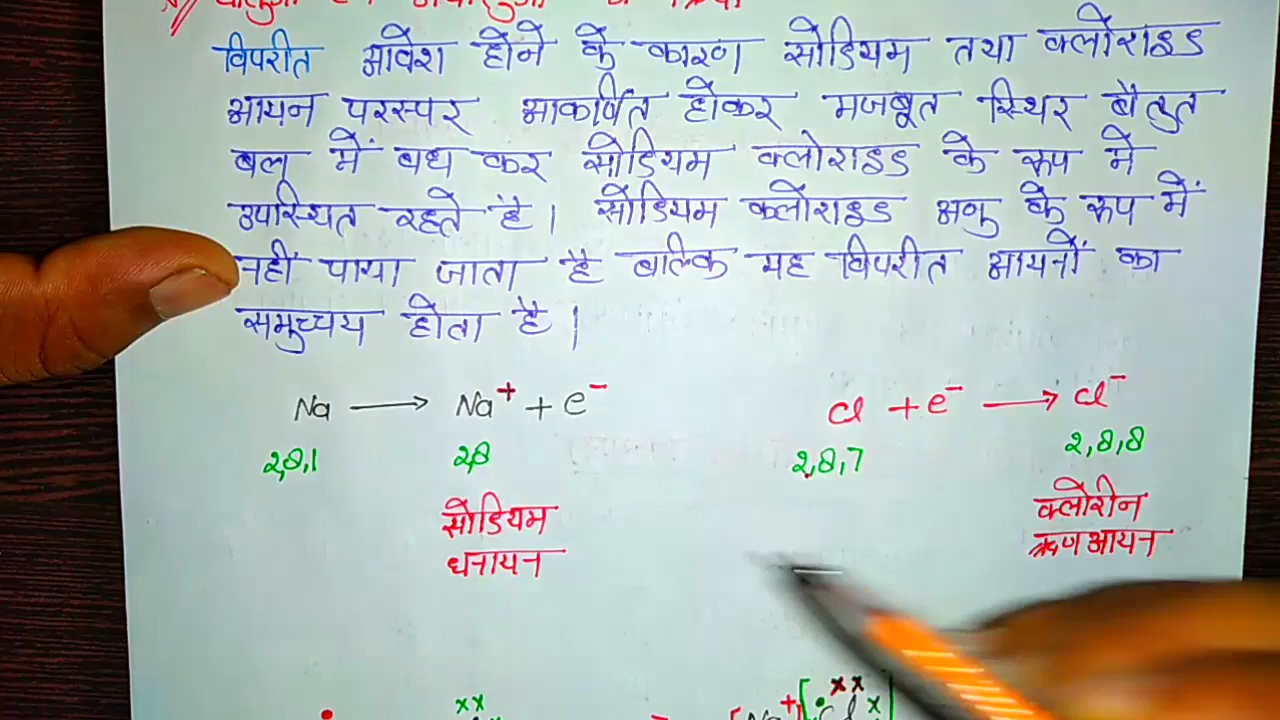 विपरीत आवेश होने के कारण सोडियम तथा क्लोराइड
आयन परस्पर आकर्षित होकर मजबूत स्थिर वैतुत
बल में बध कर सोडियम क्लोराइड के रूप में
उपस्थित रहते है। सोडियम क्लोराइड अनु के रूप में
नहीं पाया जाता है बल्कि यह विपरीत आयनों का
समुच्चय होता है।
Na ⟶ Na⁺ + e⁻ Cl + e⁻ ⟶ Cl⁻
2,8,1 2,8 2,8,7 2,8,8
सोडियम क्लोरीन
धनायन ऋणआयन